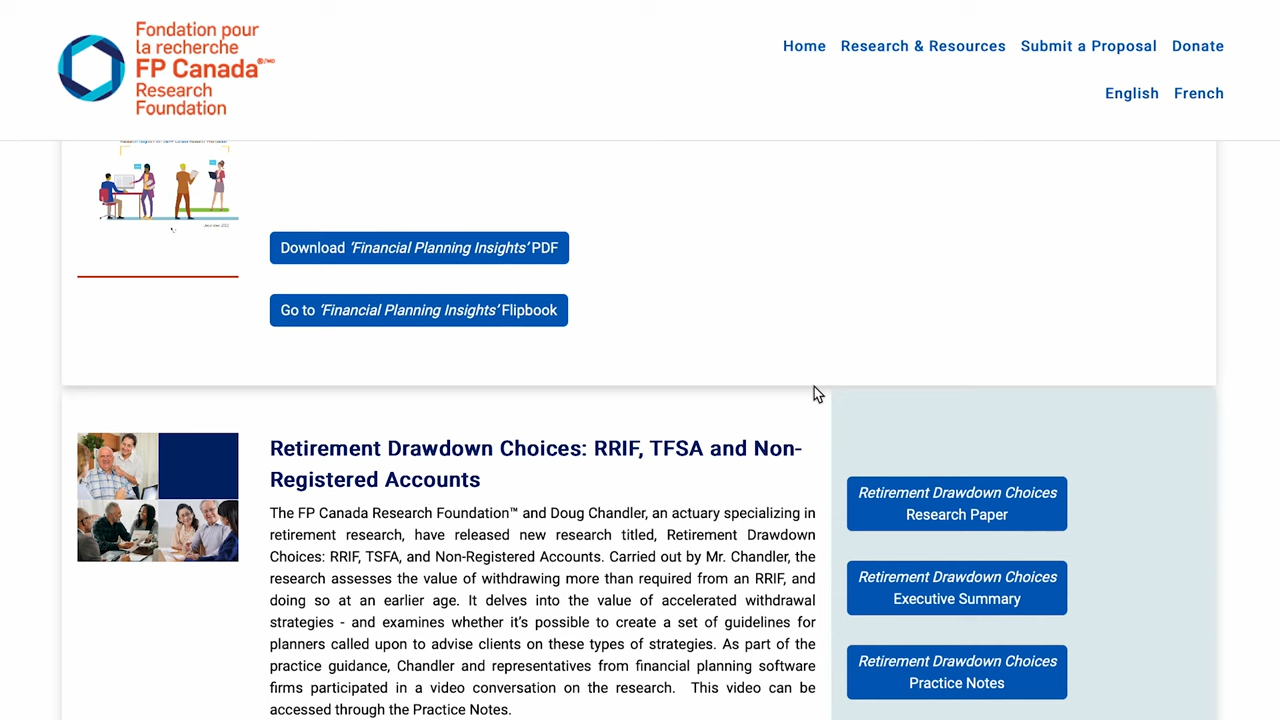 Fondation pour
la recherche
FP Canada®/MD
Research
Foundation
Home Research & Resources Submit a Proposal Donate
English French
Download ‘Financial Planning Insights’ PDF
Go to ‘Financial Planning Insights’ Flipbook
Retirement Drawdown Choices: RRIF, TFSA and Non-
Registered Accounts
The FP Canada Research Foundation™ and Doug Chandler, an actuary specializing in
retirement research, have released new research titled, Retirement Drawdown
Choices: RRIF, TSFA, and Non-Registered Accounts. Carried out by Mr. Chandler, the
research assesses the value of withdrawing more than required from an RRIF, and
doing so at an earlier age. It delves into the value of accelerated withdrawal
strategies - and examines whether it’s possible to create a set of guidelines for
planners called upon to advise clients on these types of strategies. As part of the
practice guidance, Chandler and representatives from financial planning software
firms participated in a video conversation on the research. This video can be
accessed through the Practice Notes.
Retirement Drawdown Choices
Research Paper
Retirement Drawdown Choices
Executive Summary
Retirement Drawdown Choices
Practice Notes